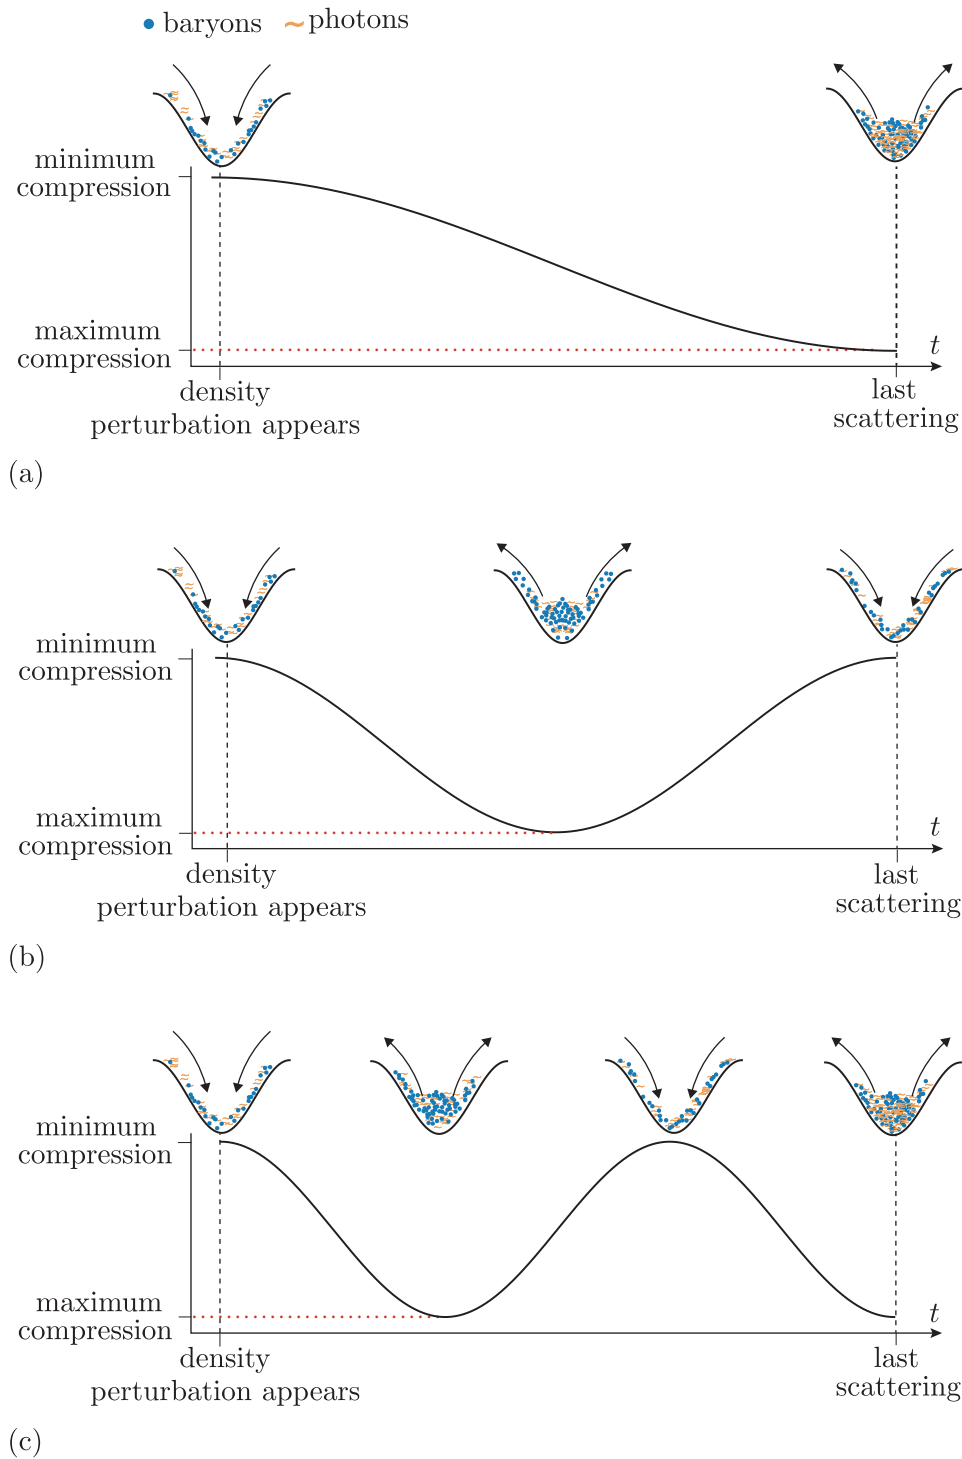 baryons photons
minimum
compression
maximum
compression
t
density
perturbation appears
last
scattering
(a)
minimum
compression
maximum
compression
t
density
perturbation appears
last
scattering
(b)
minimum
compression
maximum
compression
t
density
perturbation appears
last
scattering
(c)